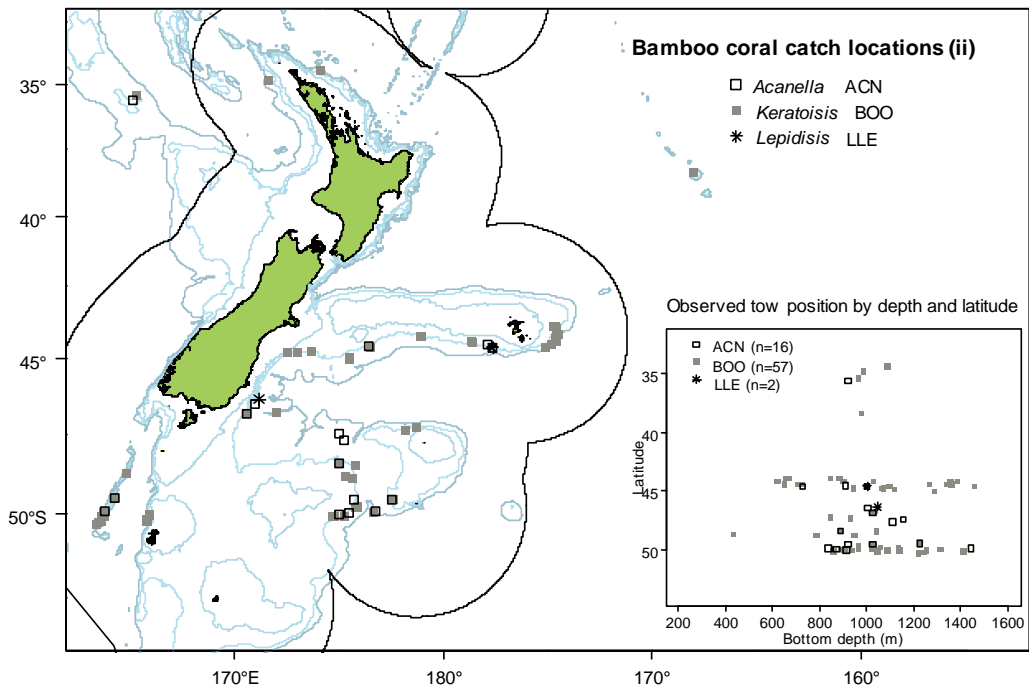 Bamboo coral catch locations (ii)
Acanella ACN
Keratoisis BOO
Lepidisis LLE
35°
40°
45°
50°S
170°E
180°
170°
160°
Observed tow position by depth and latitude
ACN (n=16)
BOO (n=57)
LLE (n=2)
Latitude
35
40
45
50
200 400 600 800 1000 1200 1400 1600
Bottom depth (m)